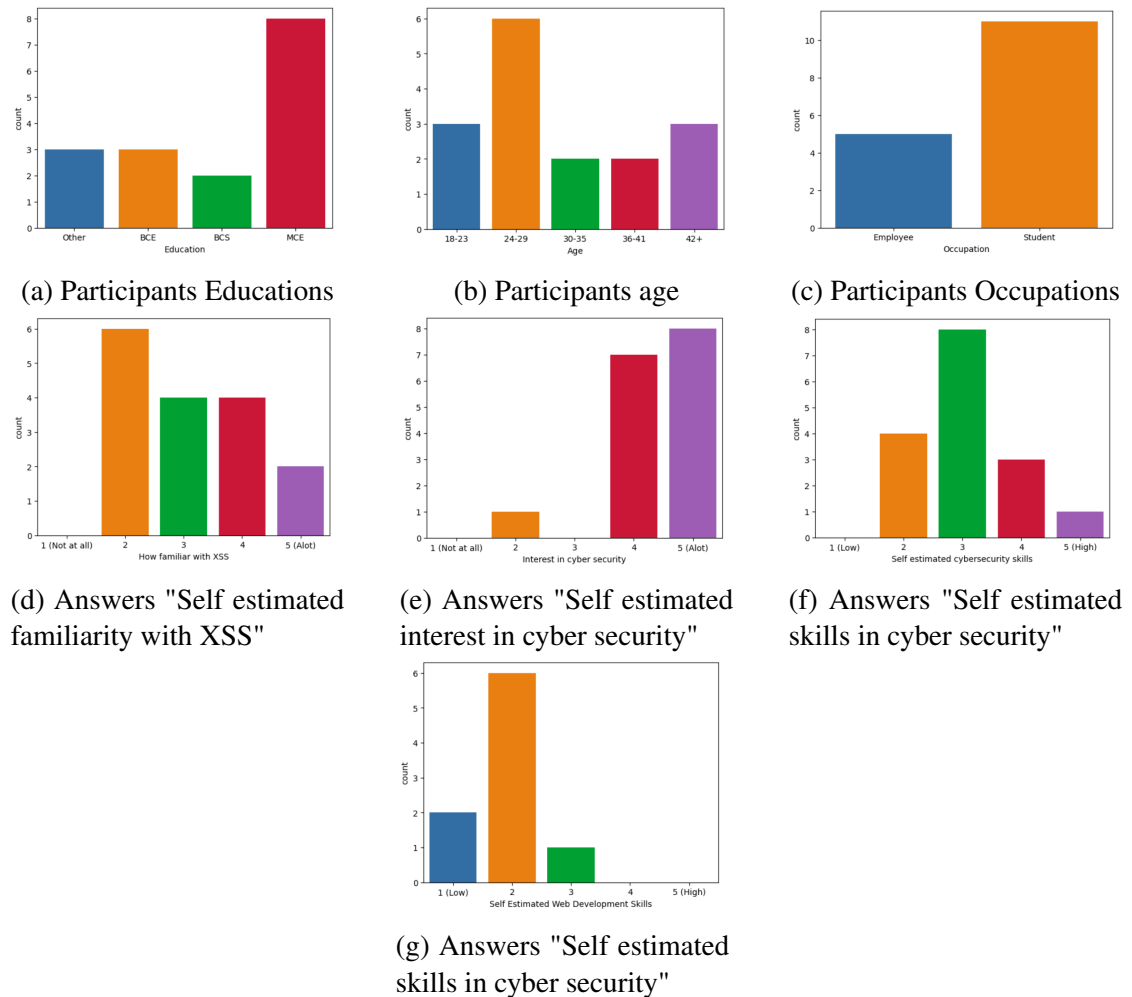 8
7
6
5
4
3
2
1
0
count
Other BCE BCS MCE
Education
(a) Participants Educations
6
5
4
3
2
1
0
count
18-23 24-29 30-35 36-41 42+
Age
(b) Participants age
10
8
6
4
2
0
count
Employee Student
Occupation
(c) Participants Occupations
6
5
4
3
2
1
0
count
1 (Not at all) 2 3 4 5 (Alot)
How familiar with XSS
(d) Answers "Self estimated
familiarity with XSS"
8
7
6
5
4
3
2
1
0
count
1 (Not at all) 2 3 4 5 (Alot)
Interest in cyber security
(e) Answers "Self estimated
interest in cyber security"
8
7
6
5
4
3
2
1
0
count
1 (Low) 2 3 4 5 (High)
Self estimated cybersecurity skills
(f) Answers "Self estimated
skills in cyber security"
6
5
4
3
2
1
0
count
1 (Low) 2 3 4 5 (High)
Self Estimated Web Development Skills
(g) Answers "Self estimated
skills in cyber security"